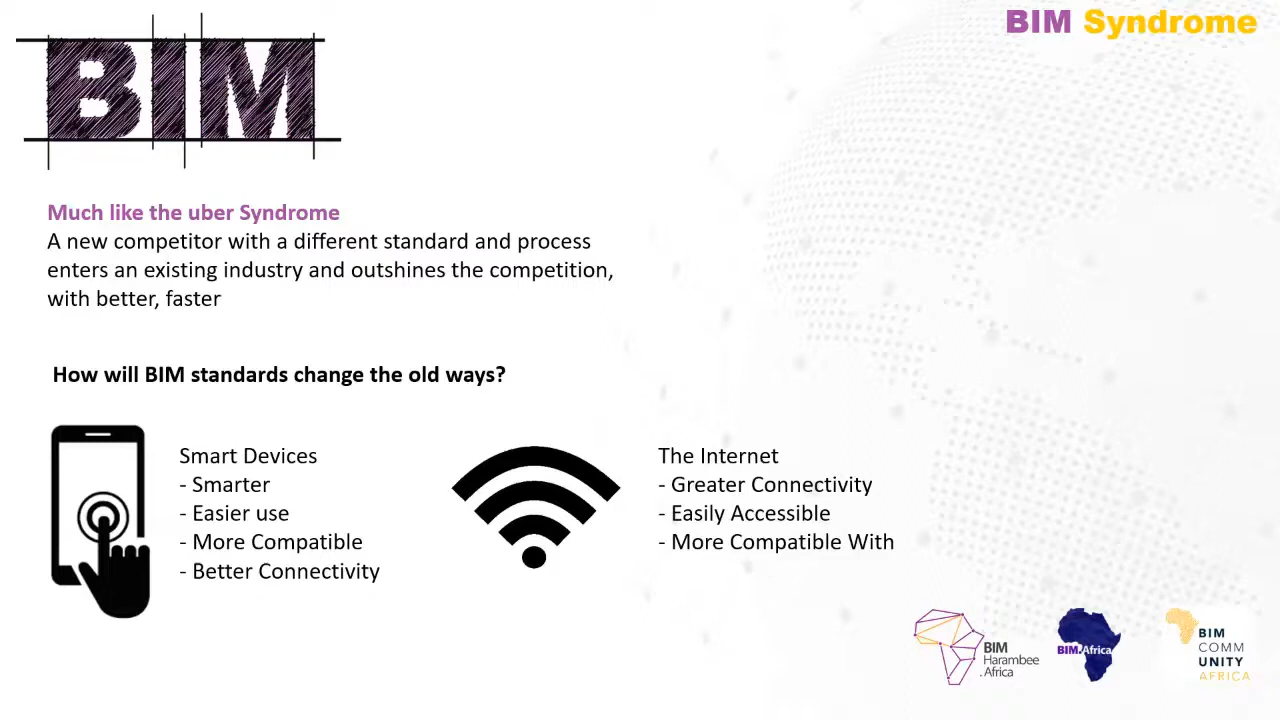 BIM Syndrome
BIM
Much like the uber Syndrome
A new competitor with a different standard and process
enters an existing industry and outshines the competition,
with better, faster
How will BIM standards change the old ways?
Smart Devices
- Smarter
- Easier use
- More Compatible
- Better Connectivity
The Internet
- Greater Connectivity
- Easily Accessible
- More Compatible With
BIM
Harambee
.Africa
BIM.Africa
BIM
COMM
UNITY
AFRICA